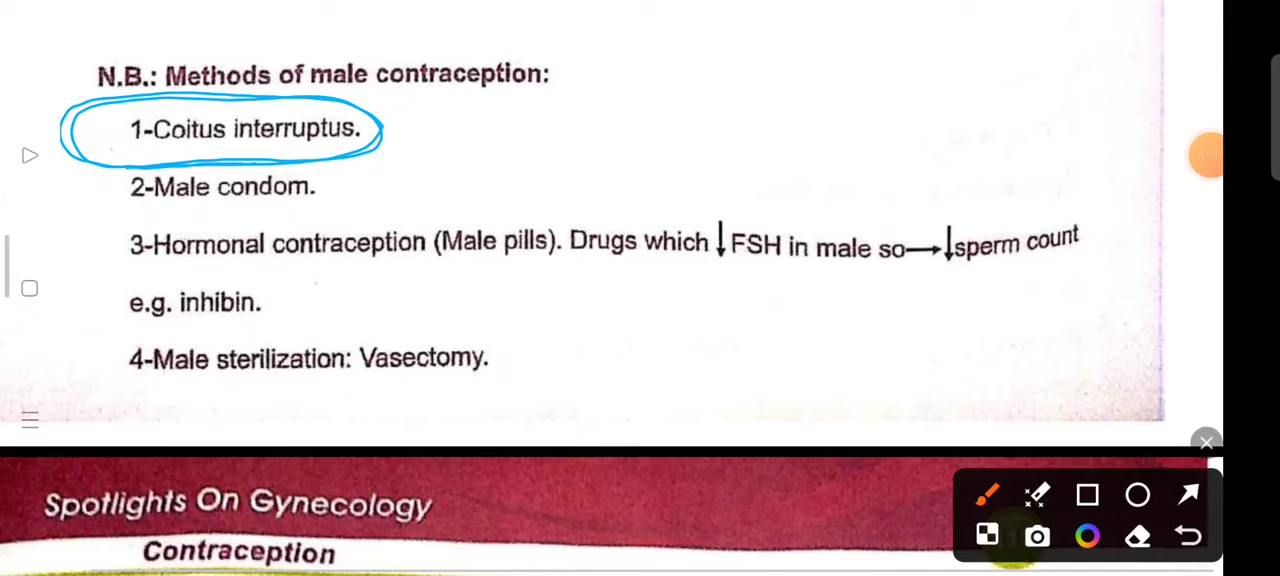 N.B.: Methods of male contraception:
1-Coitus interruptus.
2-Male condom.
3-Hormonal contraception (Male pills). Drugs which ↓FSH in male so→↓sperm count
e.g. inhibin.
4-Male sterilization: Vasectomy.
Spotlights On Gynecology
Contraception